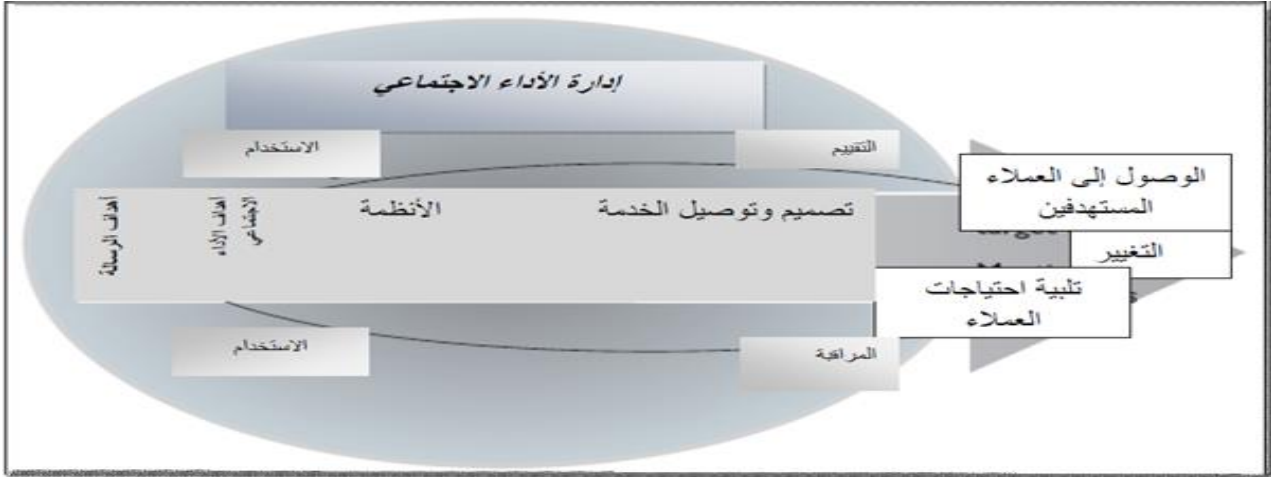 إدارة الأداء الاجتماعي
التقييم
الاستخدام
الوصول إلى العملاء
المستهدفين
تصميم وتوصيل الخدمة
الأنظمة
أهداف الأداء
الاجتماعي
أهداف الرسالة
التغيير
تلبية احتياجات
العملاء
المراقبة
الاستخدام